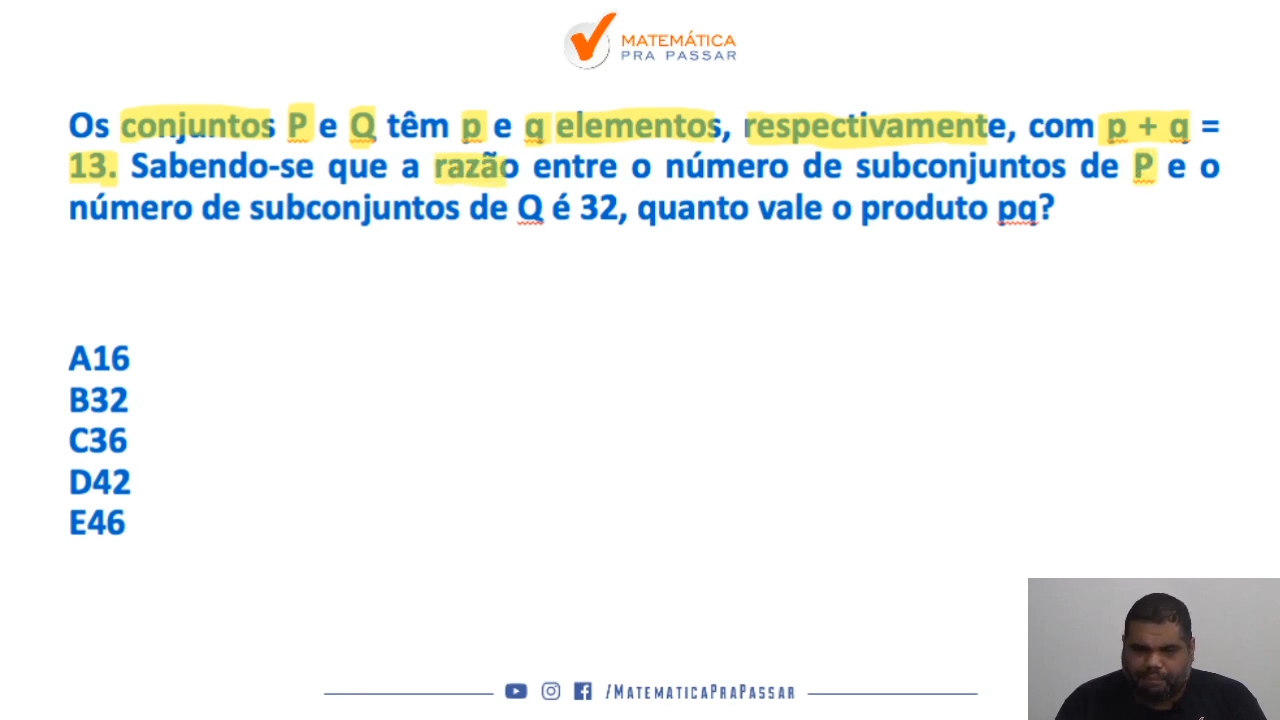 MATEMÁTICA
PRA PASSAR
Os conjuntos P e Q têm p e q elementos, respectivamente, com p + q =
13. Sabendo-se que a razão entre o número de subconjuntos de P e o
número de subconjuntos de Q é 32, quanto vale o produto pq?
A16
B32
C36
D42
E46
/MATEMATICAPRAPASSAR